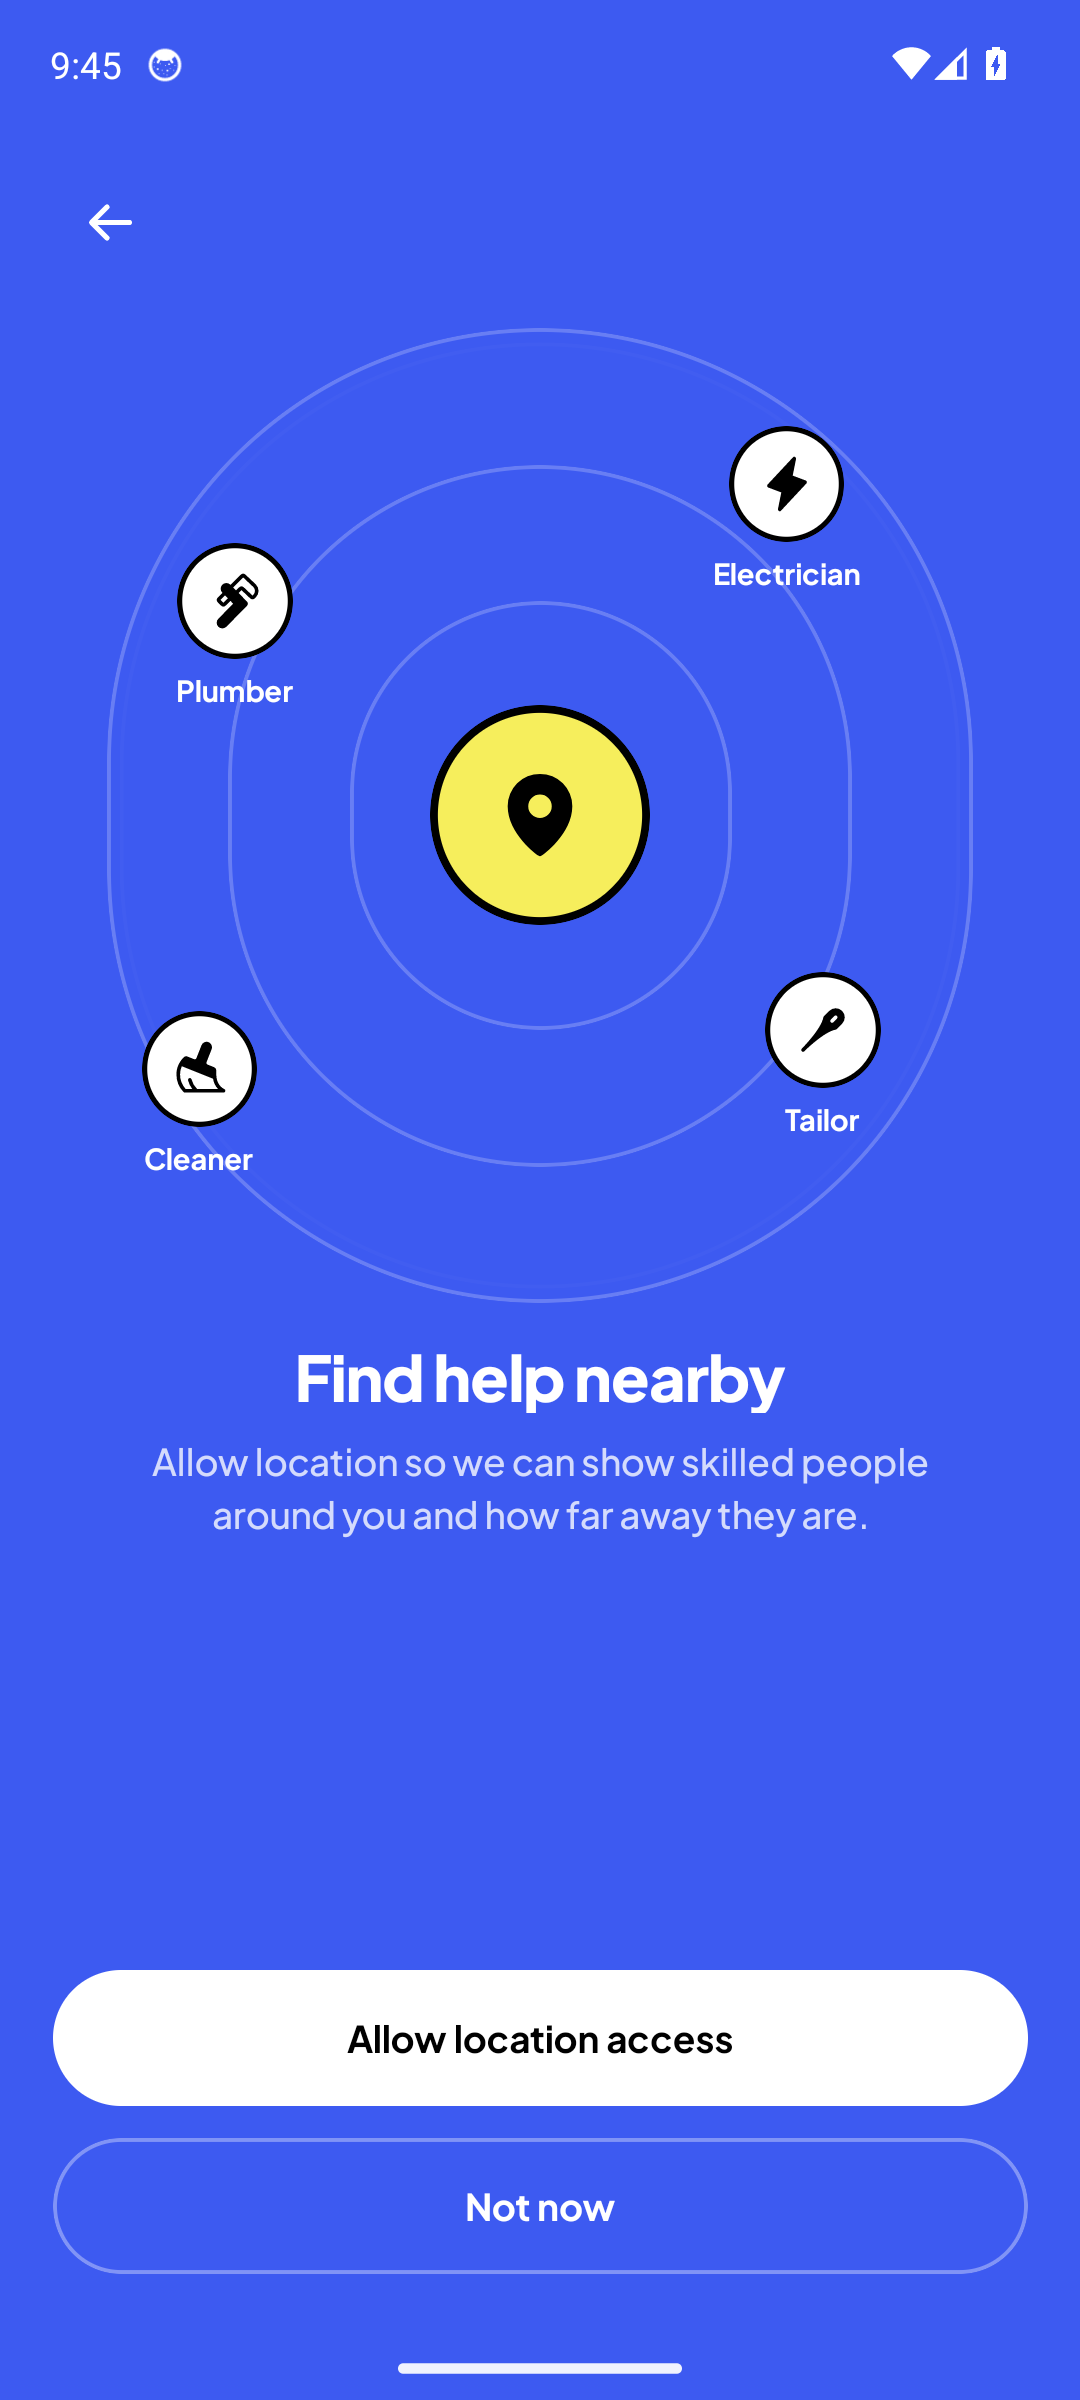 9:45
Electrician
Plumber
Tailor
Cleaner
Find help nearby
Allow location so we can show skilled people
around you and how far away they are.
Allow location access
Not now